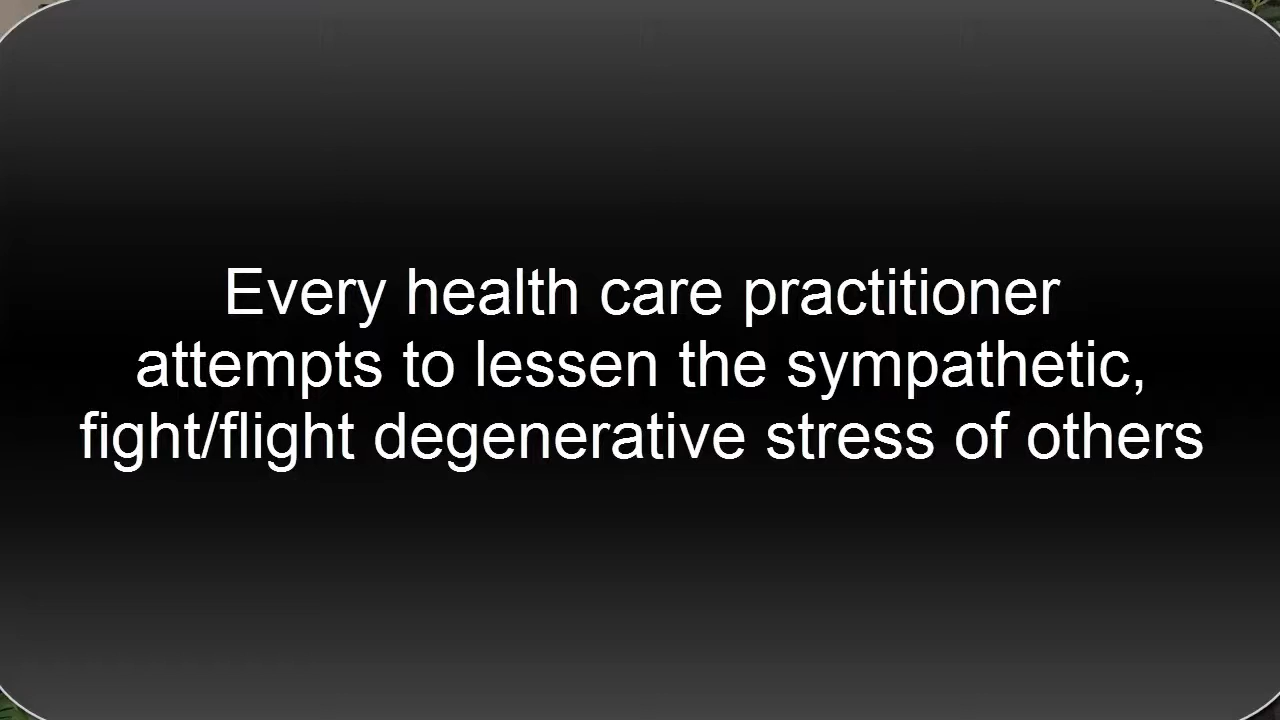 Every health care practitioner
attempts to lessen the sympathetic,
fight/flight degenerative stress of others